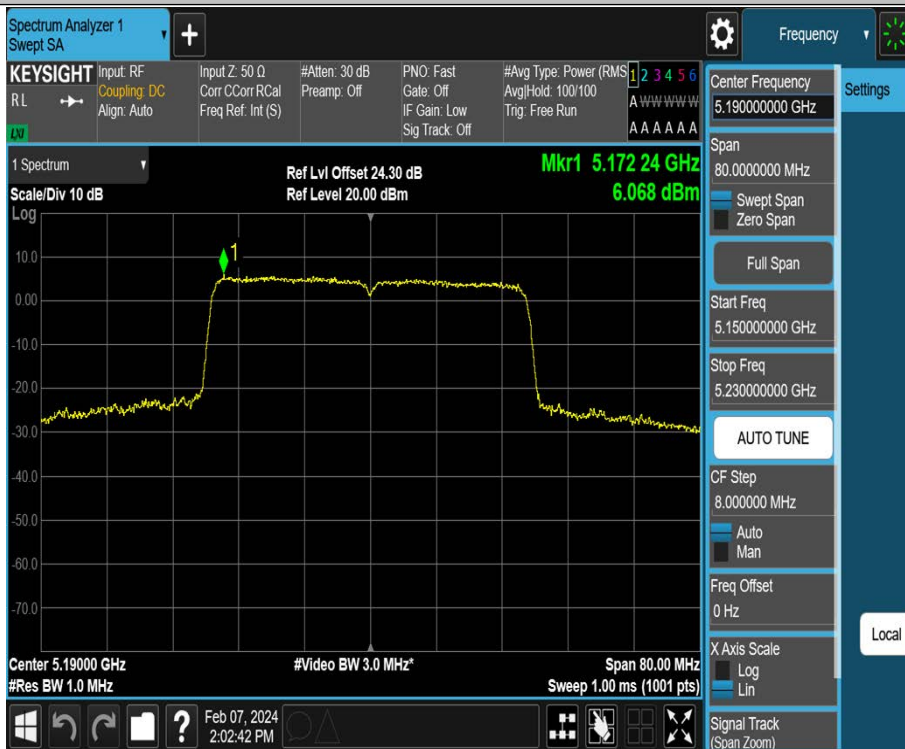 Spectrum Analyzer 1
Swept SA
+
Frequency
KEYSIGHT
RL
LXI
Input: RF
Coupling: DC
Align: Auto
Input Z: 50 Ω
Corr CCorr RCal
Freq Ref: Int (S)
#Atten: 30 dB
Preamp: Off
PNO: Fast
Gate: Off
IF Gain: Low
Sig Track: Off
#Avg Type: Power (RMS
Avg|Hold: 100/100
Trig: Free Run
1 2 3 4 5 6
A W W W W W
A A A A A A
1 Spectrum
Scale/Div 10 dB
Log
Ref Lvl Offset 24.30 dB
Ref Level 20.00 dBm
Mkr1 5.172 24 GHz
6.068 dBm
1
10.0
0.00
-10.0
-20.0
-30.0
-40.0
-50.0
-60.0
-70.0
Center 5.19000 GHz
#Res BW 1.0 MHz
#Video BW 3.0 MHz*
Span 80.00 MHz
Sweep 1.00 ms (1001 pts)
?
Feb 07, 2024
2:02:42 PM
Center Frequency
5.190000000 GHz
Span
80.0000000 MHz
Swept Span
Zero Span
Full Span
Start Freq
5.150000000 GHz
Stop Freq
5.230000000 GHz
AUTO TUNE
CF Step
8.000000 MHz
Auto
Man
Freq Offset
0 Hz
X Axis Scale
Log
Lin
Signal Track
(Span Zoom)
Settings
Local